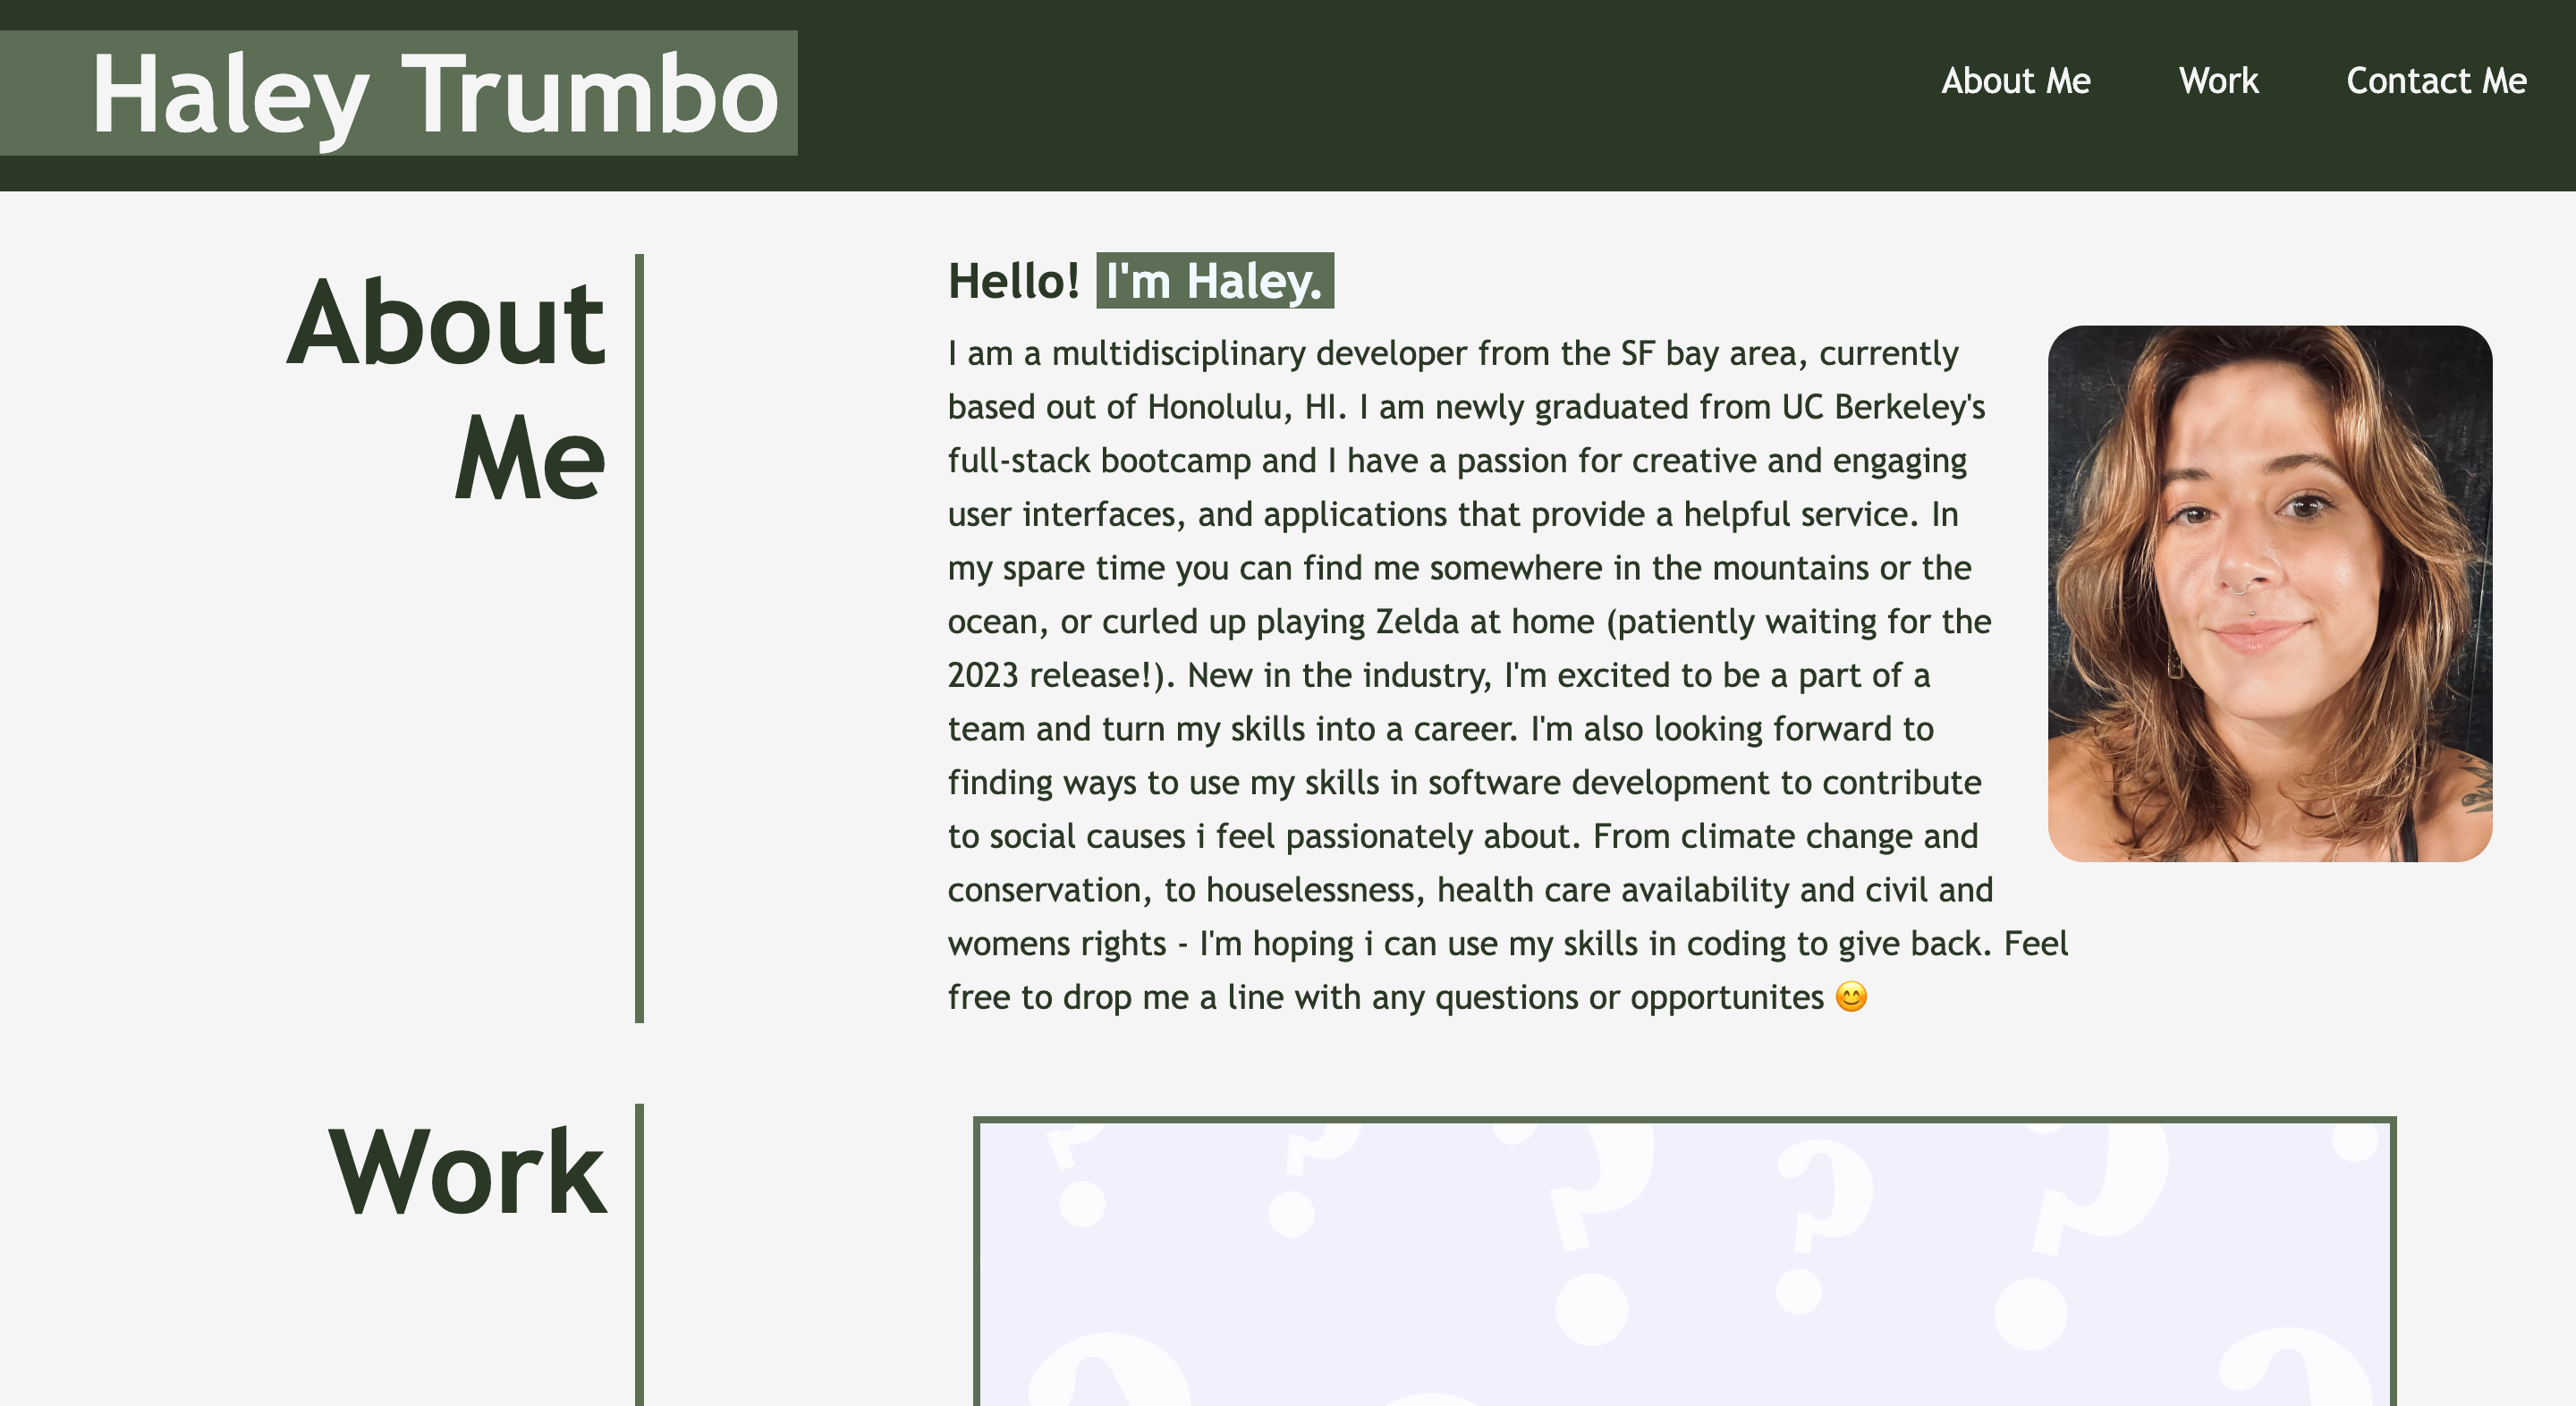 Haley Trumbo
About Me
Work
Contact Me
About
Me
Hello! I'm Haley.
I am a multidisciplinary developer from the SF bay area, currently
based out of Honolulu, HI. I am newly graduated from UC Berkeley's
full-stack bootcamp and I have a passion for creative and engaging
user interfaces, and applications that provide a helpful service. In
my spare time you can find me somewhere in the mountains or the
ocean, or curled up playing Zelda at home (patiently waiting for the
2023 release!). New in the industry, I'm excited to be a part of a
team and turn my skills into a career. I'm also looking forward to
finding ways to use my skills in software development to contribute
to social causes i feel passionately about. From climate change and
conservation, to houselessness, health care availability and civil and
womens rights - I'm hoping i can use my skills in coding to give back. Feel
free to drop me a line with any questions or opportunites 😊
Work
? ? ? ? ?
? ?